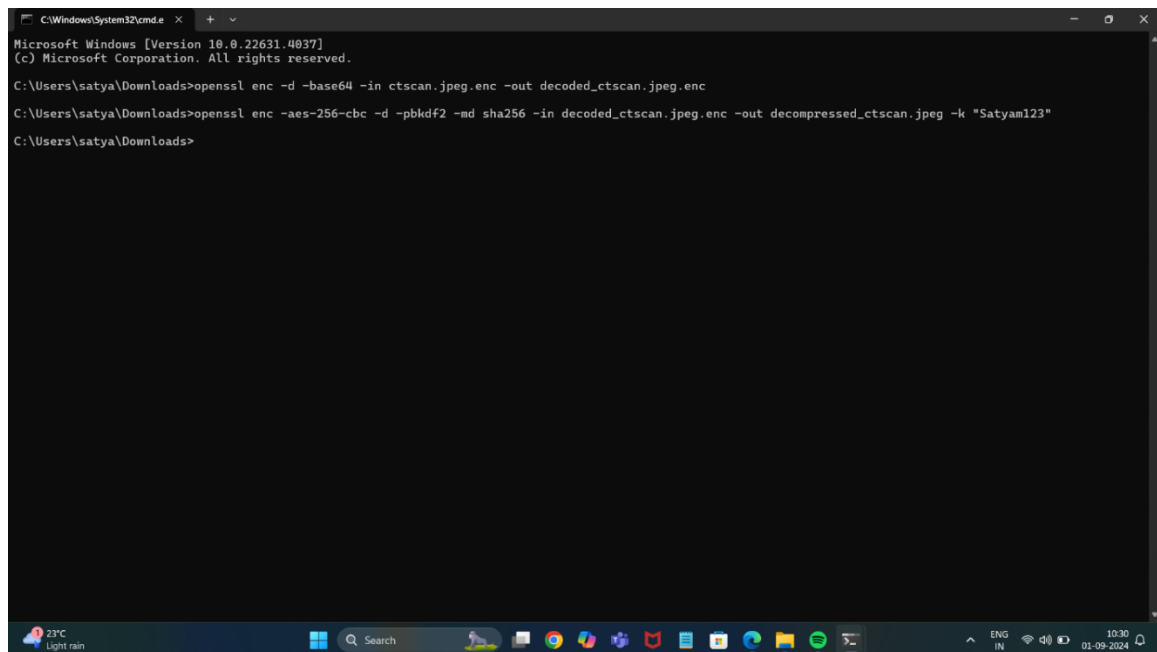 C:\Windows\System32\cmd.e
Microsoft Windows [Version 10.0.22631.4037]
(c) Microsoft Corporation. All rights reserved.
C:\Users\satya\Downloads>openssl enc -d -base64 -in ctscan.jpeg.enc -out decoded_ctscan.jpeg.enc
C:\Users\satya\Downloads>openssl enc -aes-256-cbc -d -pbkdf2 -md sha256 -in decoded_ctscan.jpeg.enc -out decompressed_ctscan.jpeg -k "Satyam123"
C:\Users\satya\Downloads>
1
23°C
Light rain
Search
ENG
IN
10:30
01-09-2024